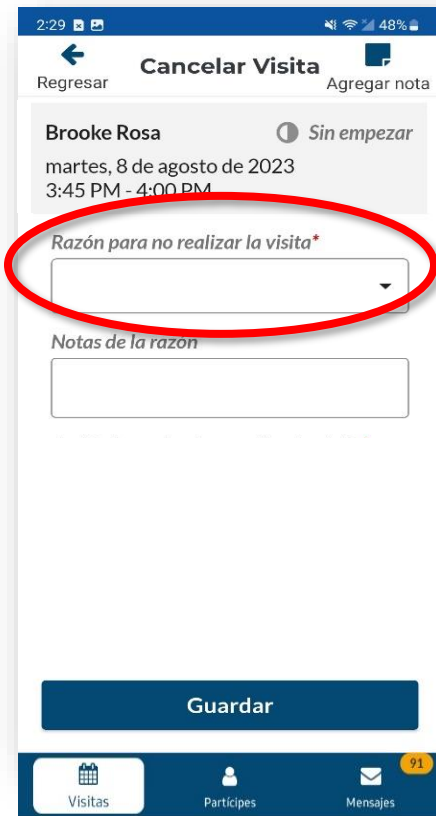 2:29 48%
Regresar
Cancelar Visita
Agregar nota
Brooke Rosa Sin empezar
martes, 8 de agosto de 2023
3:45 PM - 4:00 PM
Razón para no realizar la visita*
Notas de la razón
Guardar
91
Visitas Partícipes Mensajes